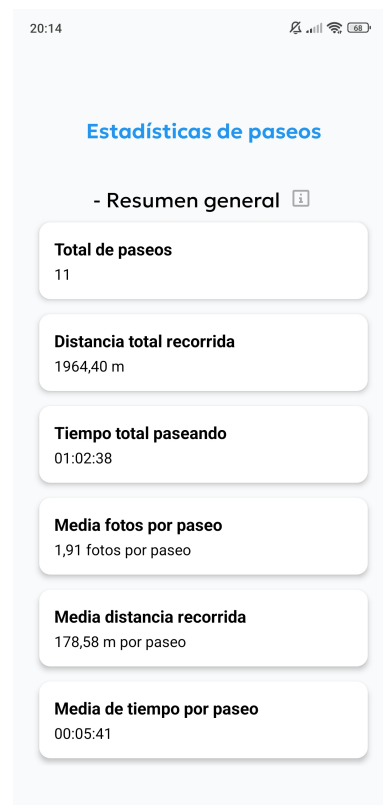 20:14
68
Estadísticas de paseos
- Resumen general
Total de paseos
11
Distancia total recorrida
1964,40 m
Tiempo total paseando
01:02:38
Media fotos por paseo
1,91 fotos por paseo
Media distancia recorrida
178,58 m por paseo
Media de tiempo por paseo
00:05:41